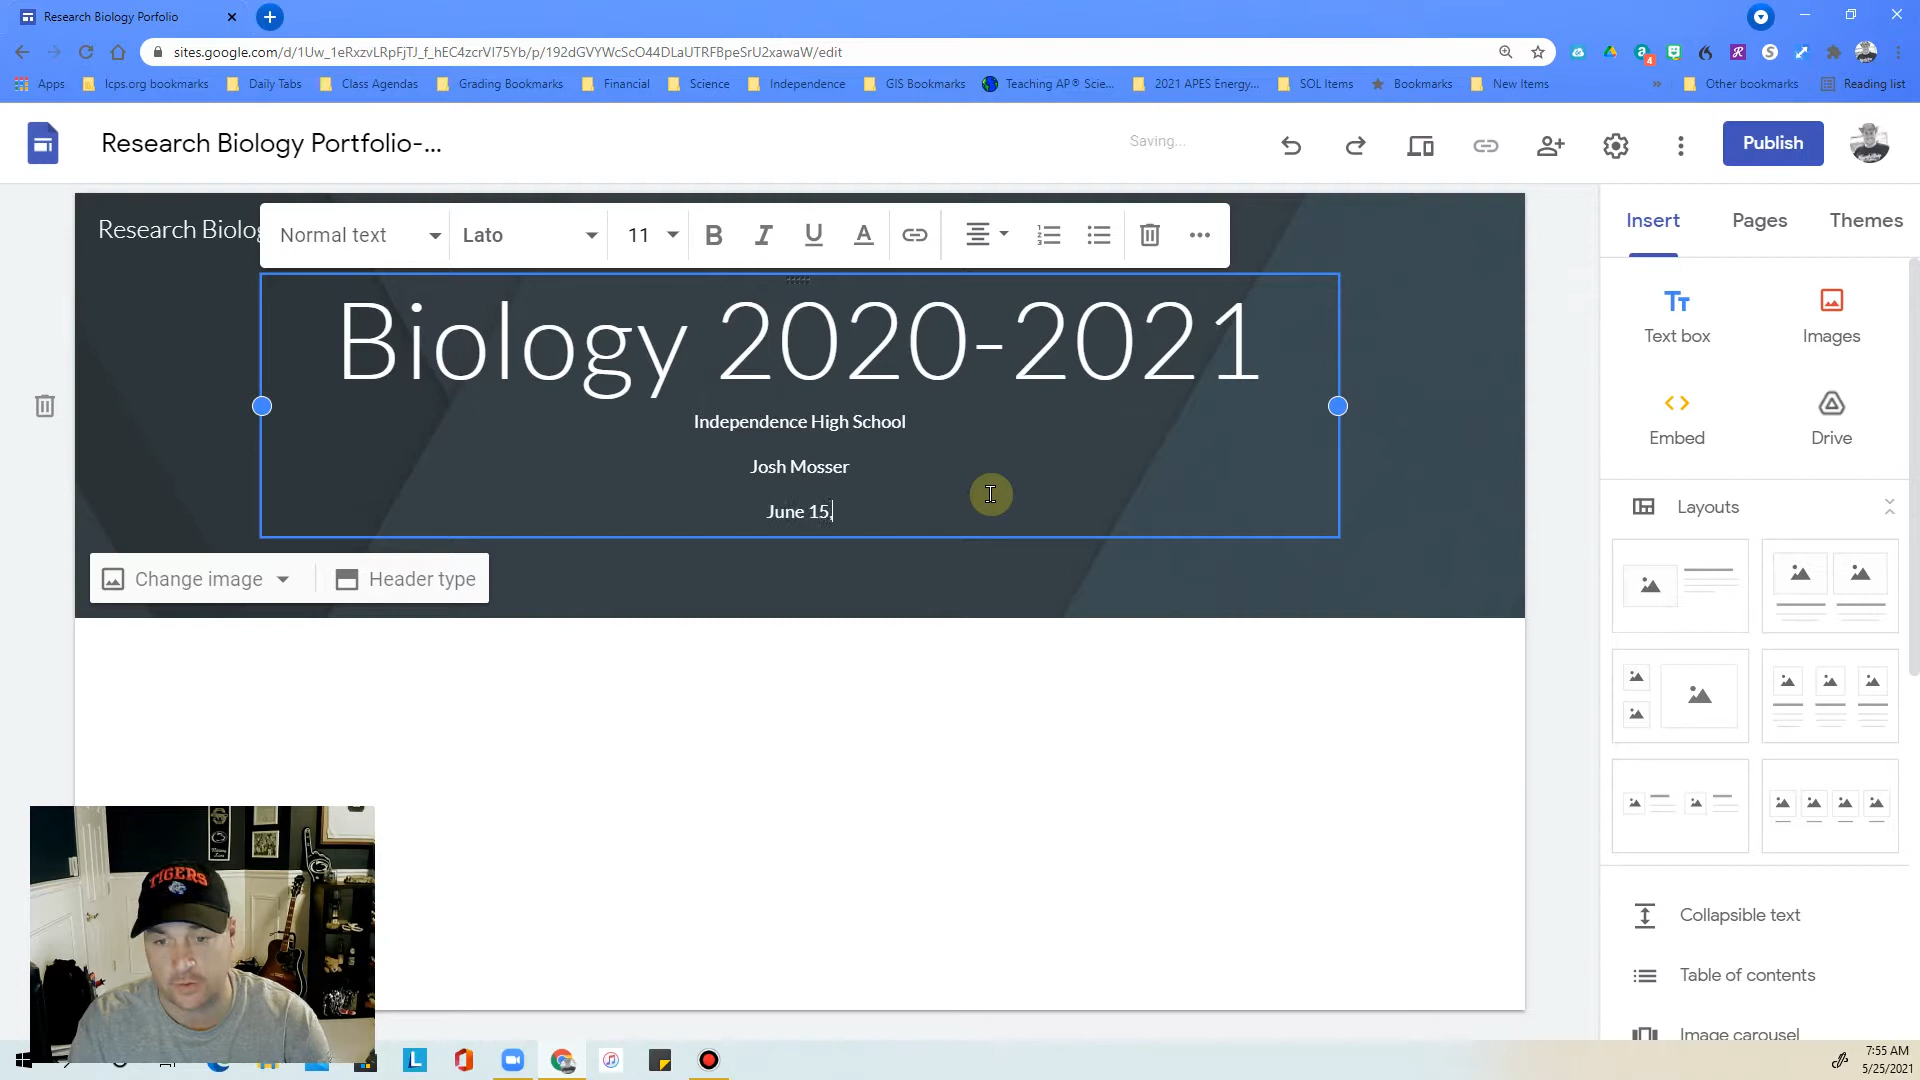 Research Biology Porfolio
sites.google.com/d/1Uw_1eRxzvLRpFjTJ_f_hEC4zcrVI75Yb/p/192dGVYWcScO44DLaUTRFBpeSrU2xawaW/edit
4
Apps
lcps.org bookmarks
Daily Tabs
Class Agendas
Grading Bookmarks
Financial
Science
Independence
GIS Bookmarks
Teaching AP® Scie...
2021 APES Energy...
SOL Items
Bookmarks
New Items
»
Other bookmarks
Reading list
Research Biology Portfolio-...
Saving...
Publish
Research Biolog
Normal text
Lato
11
B
I
U
A
Insert
Pages
Themes
Biology 2020-2021
Independence High School
Josh Mosser
June 15,
Change image
Header type
Text box
Images
Embed
Drive
Layouts
Collapsible text
Table of contents
Image carousel
TIGERS
L
7:55 AM
5/25/2021